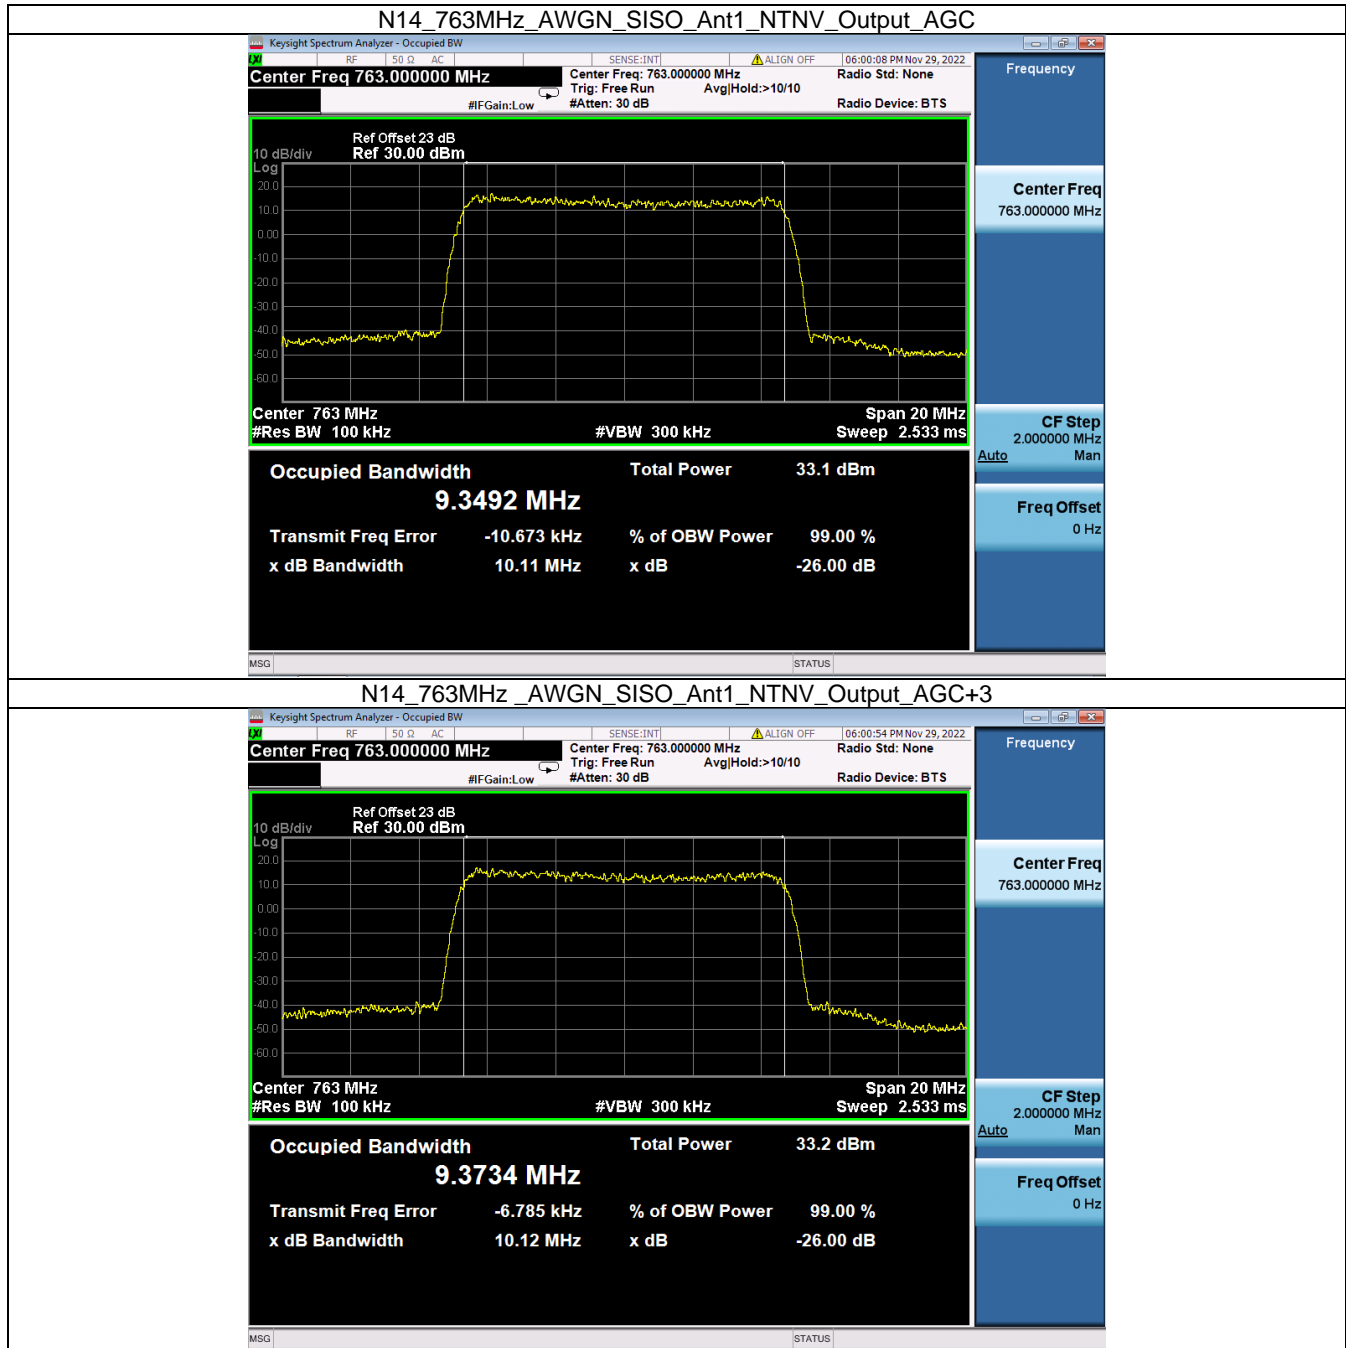 N14_763MHz_AWGN_SISO_Ant1_NTNV_Output_AGC
Keysight Spectrum Analyzer - Occupied BW
LXI RF 50 Ω AC SENSE:INT ALIGN OFF 06:00:08 PM Nov 29, 2022
Center Freq 763.000000 MHz
Center Freq: 763.000000 MHz
Radio Std: None
Trig: Free Run Avg|Hold:>10/10
#IFGain:Low
#Atten: 30 dB
Radio Device: BTS
Frequency
Ref Offset 23 dB
10 dB/div Ref 30.00 dBm
Log
20.0
10.0
0.00
-10.0
-20.0
-30.0
-40.0
-50.0
-60.0
Center 763 MHz Span 20 MHz
#Res BW 100 kHz #VBW 300 kHz Sweep 2.533 ms
Center Freq
763.000000 MHz
CF Step
2.000000 MHz
Auto Man
Freq Offset
0 Hz
Occupied Bandwidth Total Power 33.1 dBm
9.3492 MHz
Transmit Freq Error -10.673 kHz % of OBW Power 99.00 %
x dB Bandwidth 10.11 MHz x dB -26.00 dB
MSG STATUS
N14_763MHz _AWGN_SISO_Ant1_NTNV_Output_AGC+3
Keysight Spectrum Analyzer - Occupied BW
LXI RF 50 Ω AC SENSE:INT ALIGN OFF 06:00:54 PM Nov 29, 2022
Center Freq 763.000000 MHz
Center Freq: 763.000000 MHz
Radio Std: None
Trig: Free Run Avg|Hold:>10/10
#IFGain:Low
#Atten: 30 dB
Radio Device: BTS
Frequency
Ref Offset 23 dB
10 dB/div Ref 30.00 dBm
Log
20.0
10.0
0.00
-10.0
-20.0
-30.0
-40.0
-50.0
-60.0
Center 763 MHz Span 20 MHz
#Res BW 100 kHz #VBW 300 kHz Sweep 2.533 ms
Center Freq
763.000000 MHz
CF Step
2.000000 MHz
Auto Man
Freq Offset
0 Hz
Occupied Bandwidth Total Power 33.2 dBm
9.3734 MHz
Transmit Freq Error -6.785 kHz % of OBW Power 99.00 %
x dB Bandwidth 10.12 MHz x dB -26.00 dB
MSG STATUS